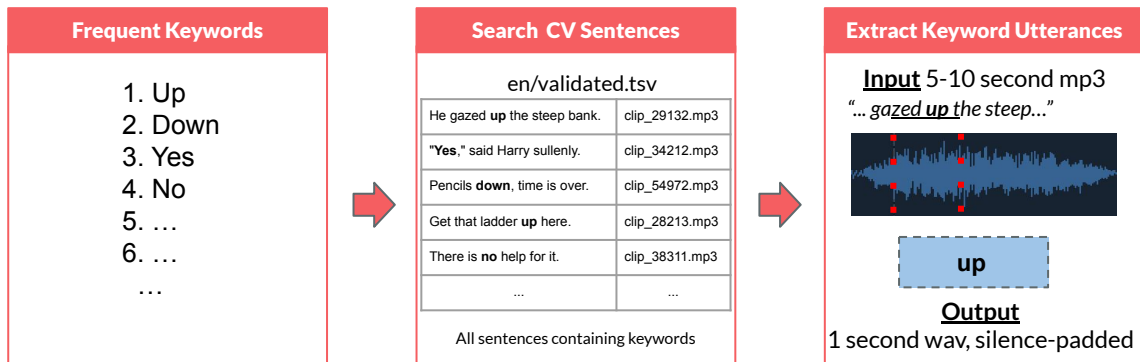 Frequent Keywords
1. Up
2. Down
3. Yes
4. No
5. ...
6. ...
...
Search CV Sentences
en/validated.tsv
He gazed up the steep bank. clip_29132.mp3
"Yes," said Harry sullenly. clip_34212.mp3
Pencils down, time is over. clip_54972.mp3
Get that ladder up here. clip_28213.mp3
There is no help for it. clip_38311.mp3
... ...
All sentences containing keywords
Extract Keyword Utterances
Input 5-10 second mp3
“... gazed up the steep...”
up
Output
1 second wav, silence-padded